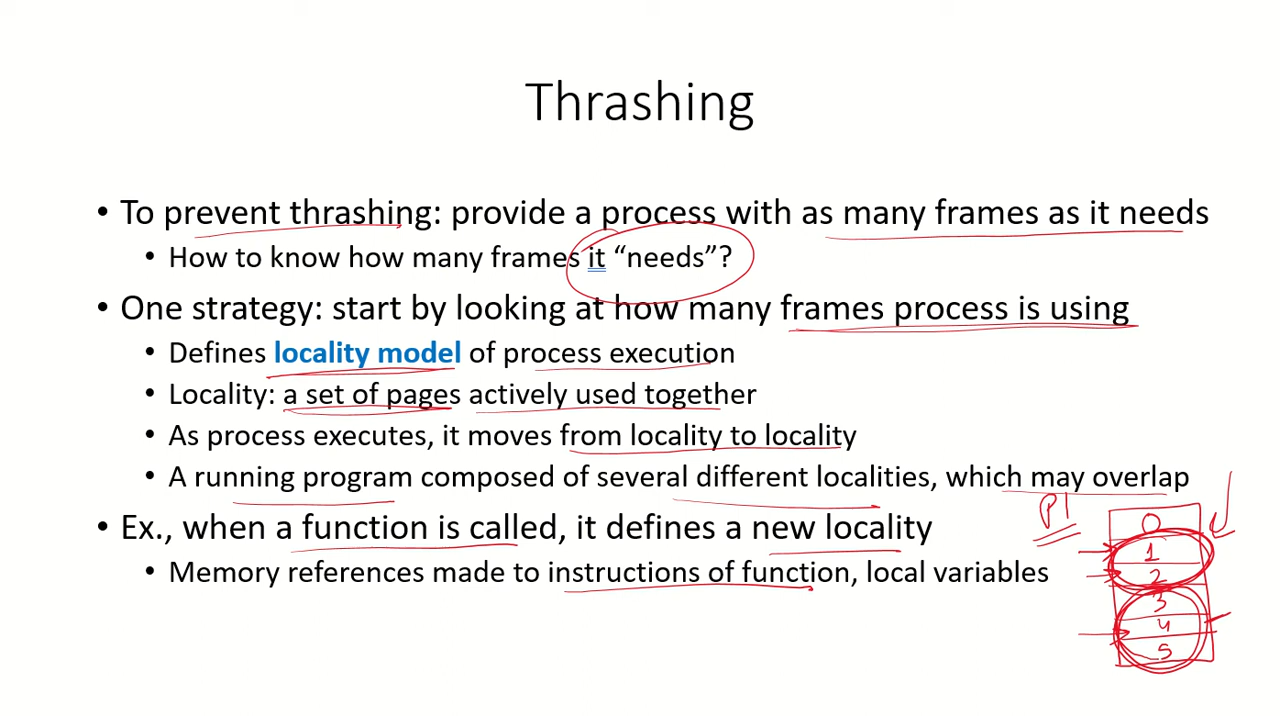 Thrashing
• To prevent thrashing: provide a process with as many frames as it needs
• How to know how many frames it “needs”?
• One strategy: start by looking at how many frames process is using
• Defines locality model of process execution
• Locality: a set of pages actively used together
• As process executes, it moves from locality to locality
• A running program composed of several different localities, which may overlap
• Ex., when a function is called, it defines a new locality
• Memory references made to instructions of function, local variables
P1
0
1
2
3
4
5